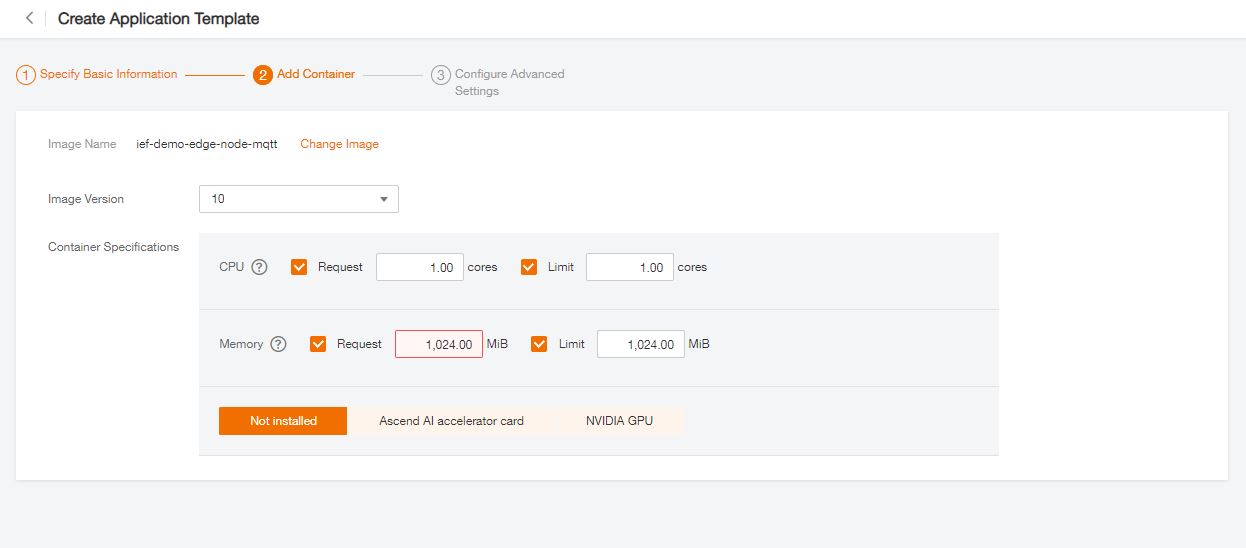 Create Application Template
1 Specify Basic Information 2 Add Container 3 Configure Advanced
Settings
Image Name ief-demo-edge-node-mqtt Change Image
Image Version 10
Container Specifications
CPU ? Request 1.00 cores Limit 1.00 cores
Memory ? Request 1,024.00 MiB Limit 1,024.00 MiB
Not installed Ascend AI accelerator card NVIDIA GPU